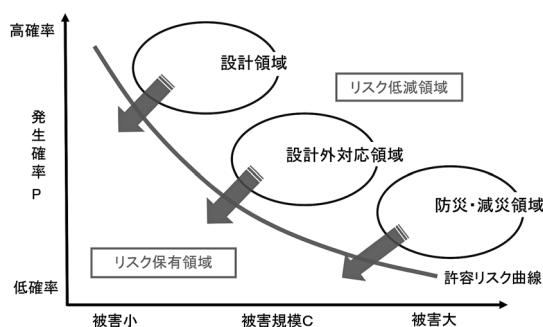 高確率
設計領域
リスク低減領域
発生確率P
設計外対応領域
防災・減災領域
リスク保有領域
許容リスク曲線
低確率
被害小
被害規模C
被害大